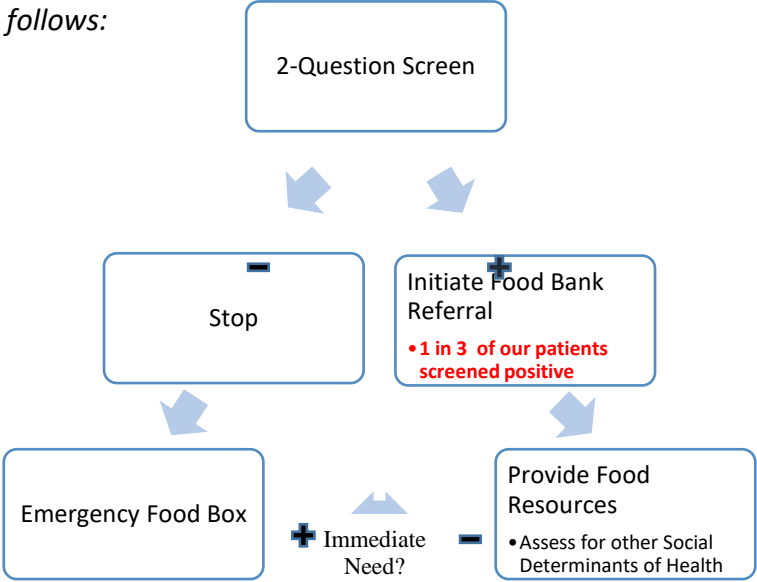 follows:
2-Question Screen
Stop
Initiate Food Bank
Referral
•1 in 3 of our patients
screened positive
Emergency Food Box
Immediate
Need?
Provide Food
Resources
•Assess for other Social
Determinants of Health